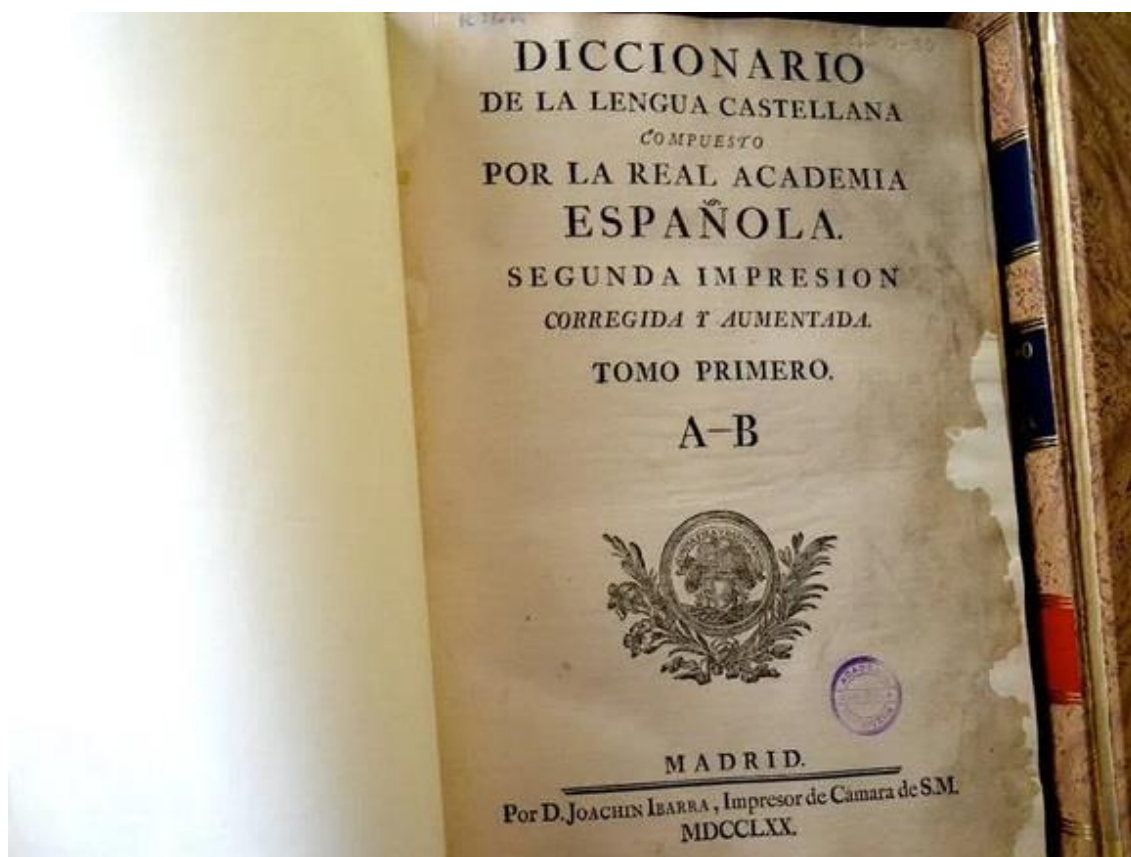 DICCIONARIO
DE LA LENGUA CASTELLANA
COMPUESTO
POR LA REAL ACADEMIA
ESPAÑOLA.
SEGUNDA IMPRESION
CORREGIDA Y AUMENTADA.
TOMO PRIMERO.
A–B
MADRID.
Por D. JOACHIN IBARRA, Impresor de Camara de S.M.
MDCCLXX.